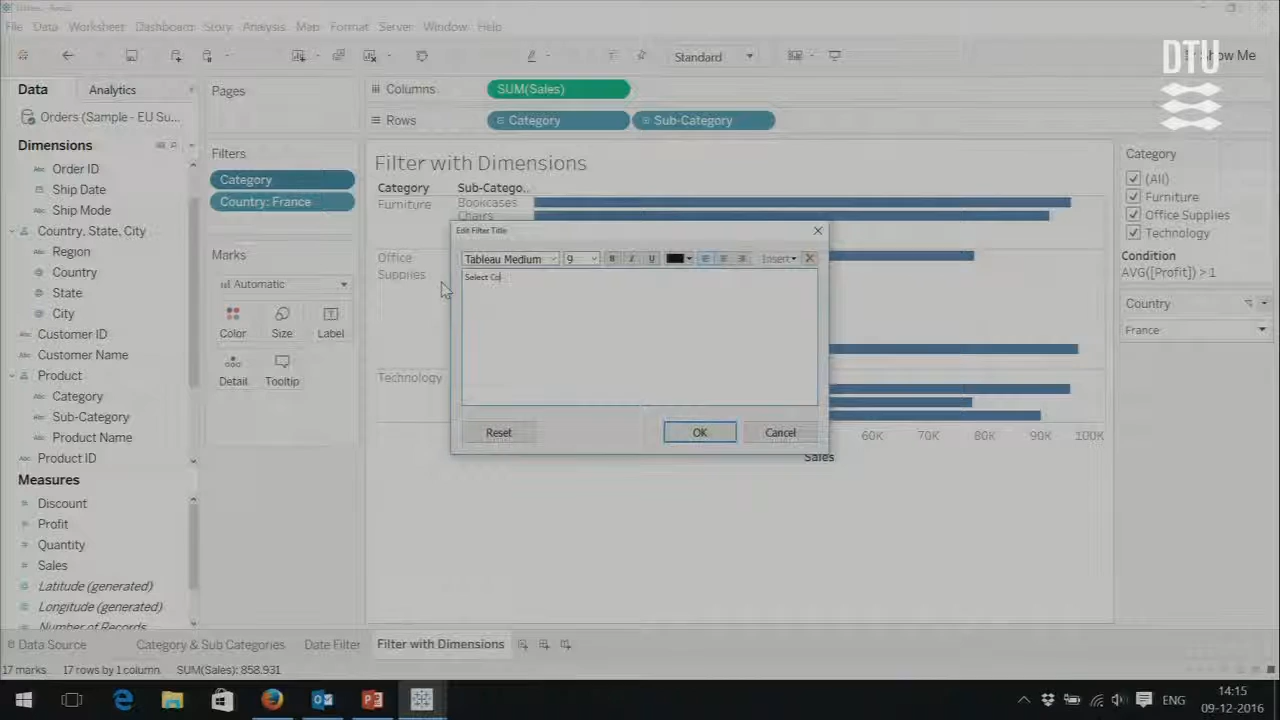 File Data Worksheet Dashboard Story Analysis Map Format Server Window Help
Standard
Show Me
DTU
Data
Analytics
Orders (Sample - EU Su...
Dimensions
Order ID
Ship Date
Ship Mode
Country, State, City
Region
Country
State
City
Customer ID
Customer Name
Product
Category
Sub-Category
Product Name
Product ID
Measures
Discount
Profit
Quantity
Sales
Latitude (generated)
Longitude (generated)
Number of Records
Pages
Filters
Category
Country: France
Marks
Automatic
Color
Size
Label
Detail
Tooltip
Columns
SUM(Sales)
Rows
Category
Sub-Category
Filter with Dimensions
Category
Sub-Catego..
Furniture
Bookcases
Chairs
Office
Supplies
Technology
60K 70K 80K 90K 100K
Sales
Edit Filter Title
Tableau Medium
9
B I U
Insert
Select Co
Reset
OK
Cancel
Category
(All)
Furniture
Office Supplies
Technology
Condition
AVG([Profit]) > 1
Country
France
Data Source
Category & Sub Categories
Date Filter
Filter with Dimensions
17 marks
17 rows by 1 column
SUM(Sales): 858.931
ENG
14:15
09-12-2016